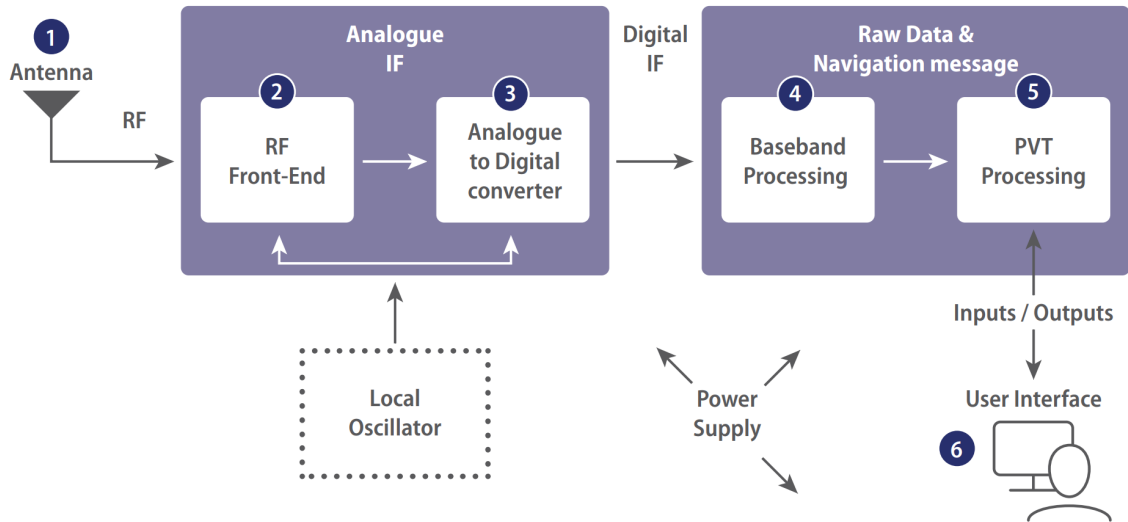 1
Antenna
RF
Analogue
IF
2
RF
Front-End
3
Analogue
to Digital
converter
Digital
IF
Raw Data &
Navigation message
4
Baseband
Processing
5
PVT
Processing
Local
Oscillator
Power
Supply
Inputs / Outputs
User Interface
6